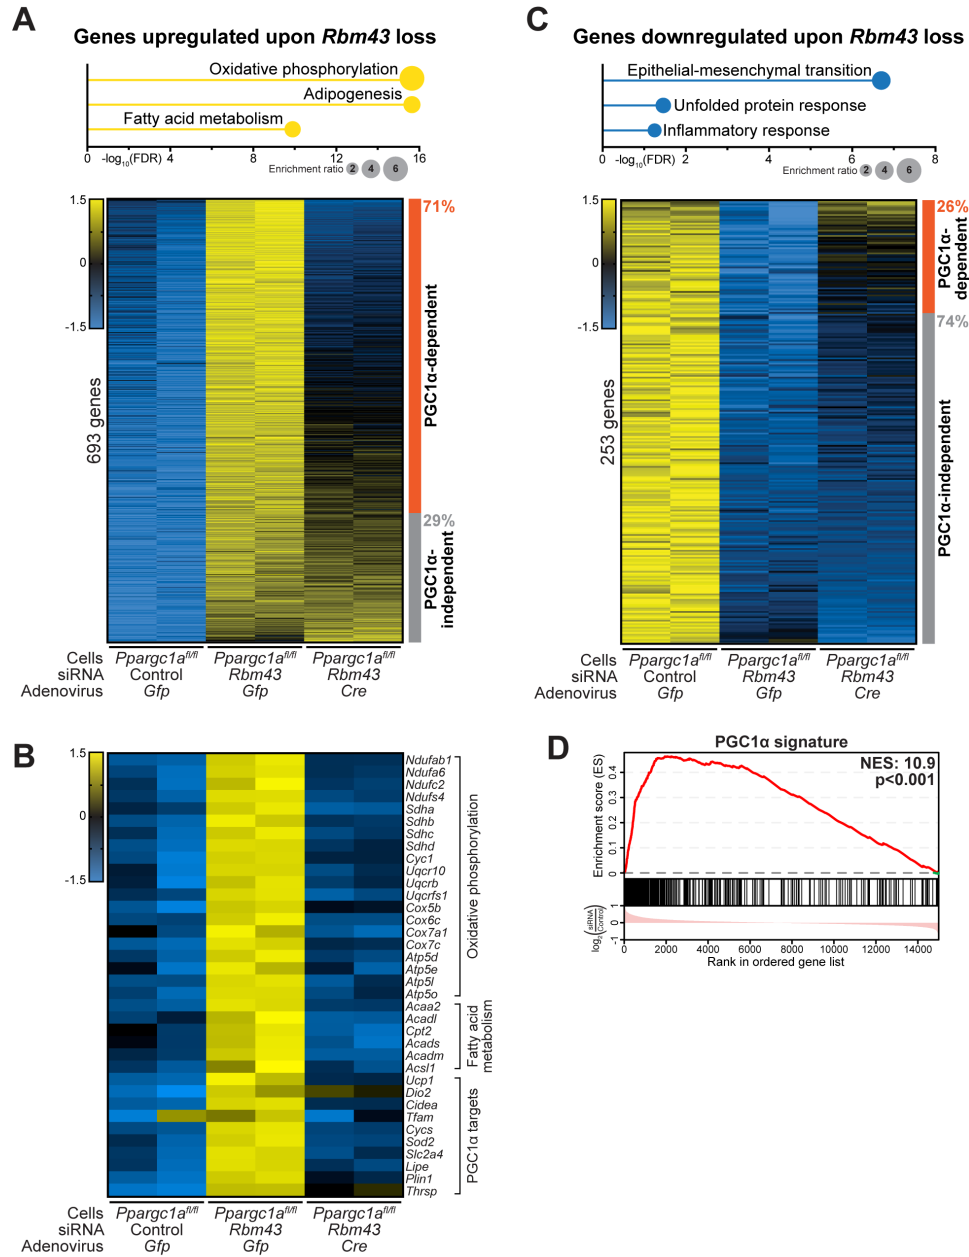 A
Genes upregulated upon Rbm43 loss
Oxidative phosphorylation
Adipogenesis
Fatty acid metabolism
0 -log10(FDR) 4 8 12 16
Enrichment ratio 2 4 6
1.5
0
-1.5
693 genes
71%
PGC1α-dependent
29%
PGC1α-
independent
Cells Ppargc1afl/fl Ppargc1afl/fl Ppargc1afl/fl
siRNA Control Rbm43 Rbm43
Adenovirus Gfp Gfp Cre
C
Genes downregulated upon Rbm43 loss
Epithelial-mesenchymal transition
Unfolded protein response
Inflammatory response
0 -log10(FDR) 2 4 6 8
Enrichment ratio 2 4 6
1.5
0
-1.5
253 genes
26%
PGC1α-
dependent
74%
PGC1α-independent
Cells Ppargc1afl/fl Ppargc1afl/fl Ppargc1afl/fl
siRNA Control Rbm43 Rbm43
Adenovirus Gfp Gfp Cre
B
1.5
0
-1.5
Ndufab1
Ndufa6
Ndufc2
Ndufs4
Sdha
Sdhb
Sdhc
Sdhd
Cyc1
Uqcr10
Uqcrb
Uqcrfs1
Cox5b
Cox6c
Cox7a1
Cox7c
Atp5d
Atp5e
Atp5l
Atp5o
Acaa2
Acadl
Cpt2
Acads
Acadm
Acsl1
Ucp1
Dio2
Cidea
Tfam
Cycs
Sod2
Slc2a4
Lipe
Plin1
Thrsp
Oxidative phosphorylation
Fatty acid
metabolism
PGC1α targets
Cells Ppargc1afl/fl Ppargc1afl/fl Ppargc1afl/fl
siRNA Control Rbm43 Rbm43
Adenovirus Gfp Gfp Cre
D
PGC1α signature
NES: 10.9
p<0.001
Enrichment score (ES)
0.4
0.3
0.2
0.1
0
log2(siRNA/Control)
1
0
-1
0 2000 4000 6000 8000 10000 12000 14000
Rank in ordered gene list